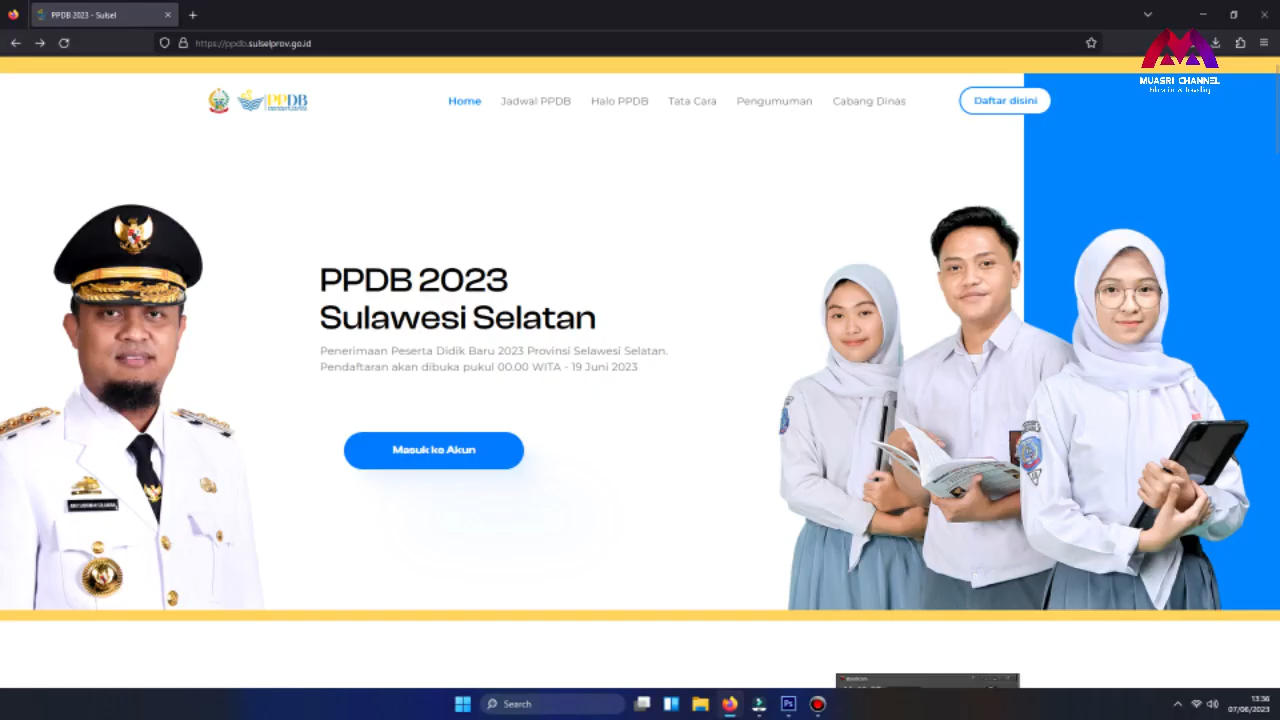 PPDB 2023 - Sulsel
https://ppdb.sulselprov.go.id
MUASRI CHANNEL
PPDB
Home
Jadwal PPDB
Halo PPDB
Tata Cara
Pengumuman
Cabang Dinas
Daftar disini
PPDB 2023
Sulawesi Selatan
Penerimaan Peserta Didik Baru 2023 Provinsi Selawesi Selatan.
Pendaftaran akan dibuka pukul 00.00 WITA - 19 Juni 2023
Masuk ke Akun
Search
Ps
13:36
07/06/2023